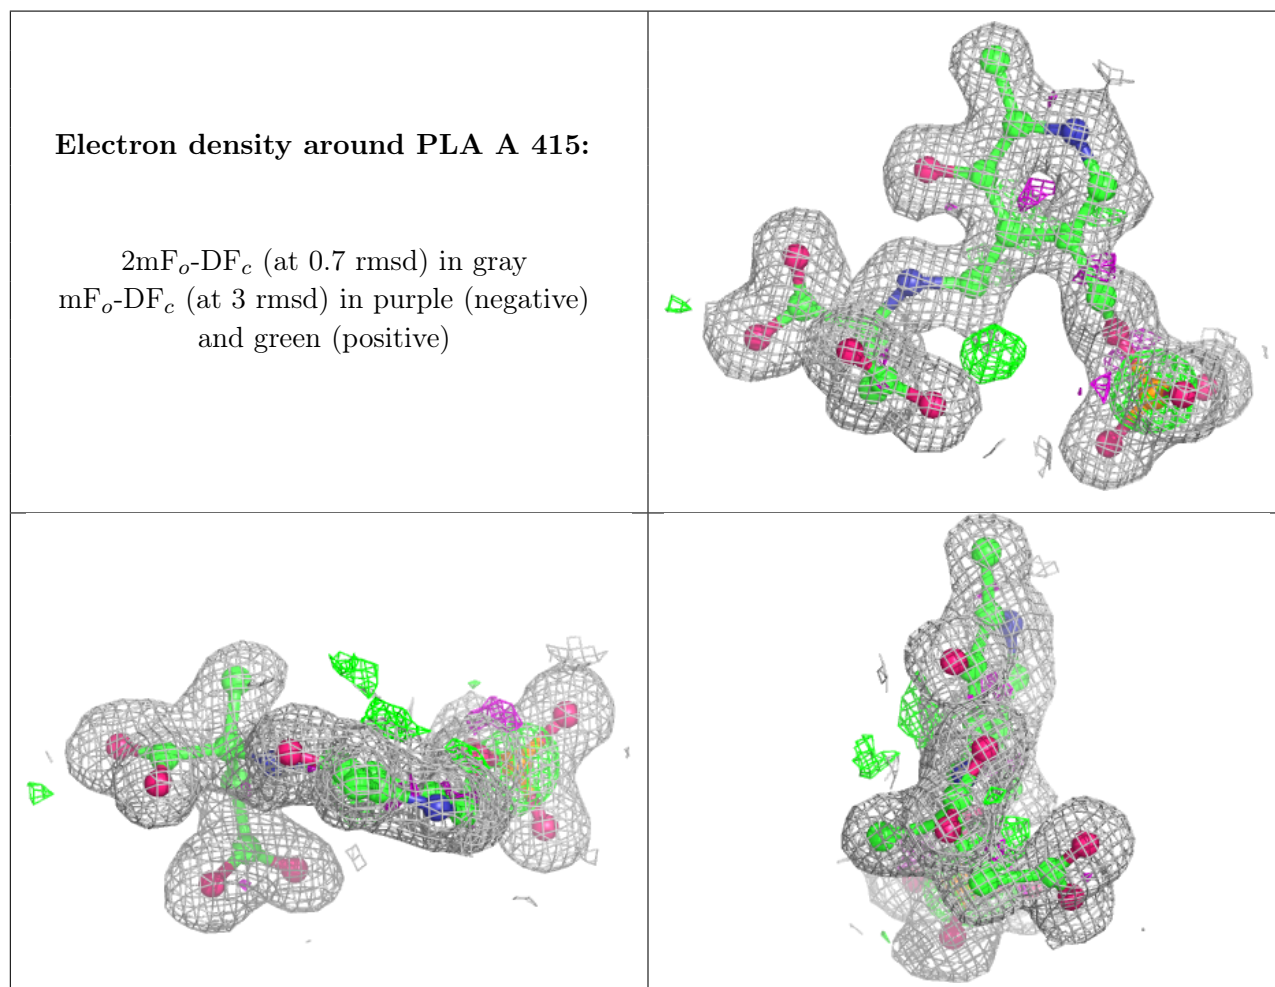 Electron density around PLA A 415:
2mFo-DFc (at 0.7 rmsd) in gray
mFo-DFc (at 3 rmsd) in purple (negative)
and green (positive)